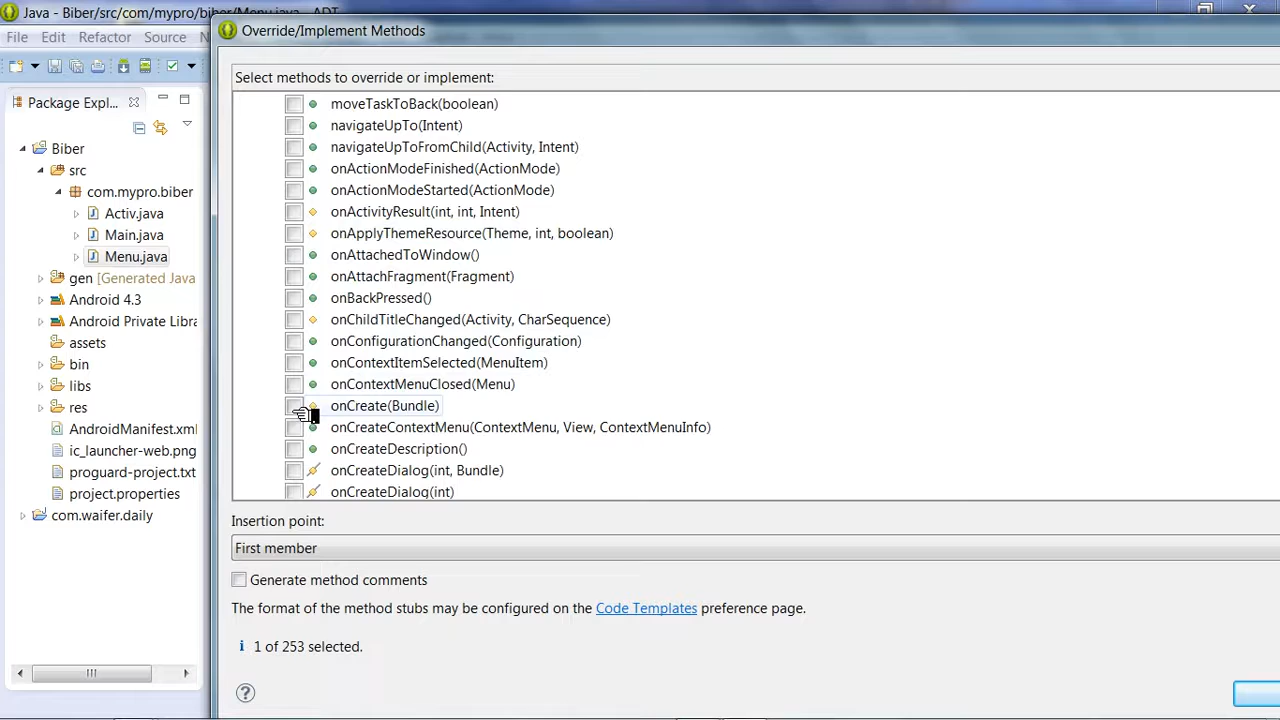 Java - Biber/src/com/mypro/biber/Menu.java - ADT
File Edit Refactor Source
Package Expl...
Biber
src
com.mypro.biber
Activ.java
Main.java
Menu.java
gen [Generated Java
Android 4.3
Android Private Libra
assets
bin
libs
res
AndroidManifest.xml
ic_launcher-web.png
proguard-project.txt
project.properties
com.waifer.daily
Override/Implement Methods
Select methods to override or implement:
moveTaskToBack(boolean)
navigateUpTo(Intent)
navigateUpToFromChild(Activity, Intent)
onActionModeFinished(ActionMode)
onActionModeStarted(ActionMode)
onActivityResult(int, int, Intent)
onApplyThemeResource(Theme, int, boolean)
onAttachedToWindow()
onAttachFragment(Fragment)
onBackPressed()
onChildTitleChanged(Activity, CharSequence)
onConfigurationChanged(Configuration)
onContextItemSelected(MenuItem)
onContextMenuClosed(Menu)
onCreate(Bundle)
onCreateContextMenu(ContextMenu, View, ContextMenuInfo)
onCreateDescription()
onCreateDialog(int, Bundle)
onCreateDialog(int)
Insertion point:
First member
Generate method comments
The format of the method stubs may be configured on the Code Templates preference page.
1 of 253 selected.